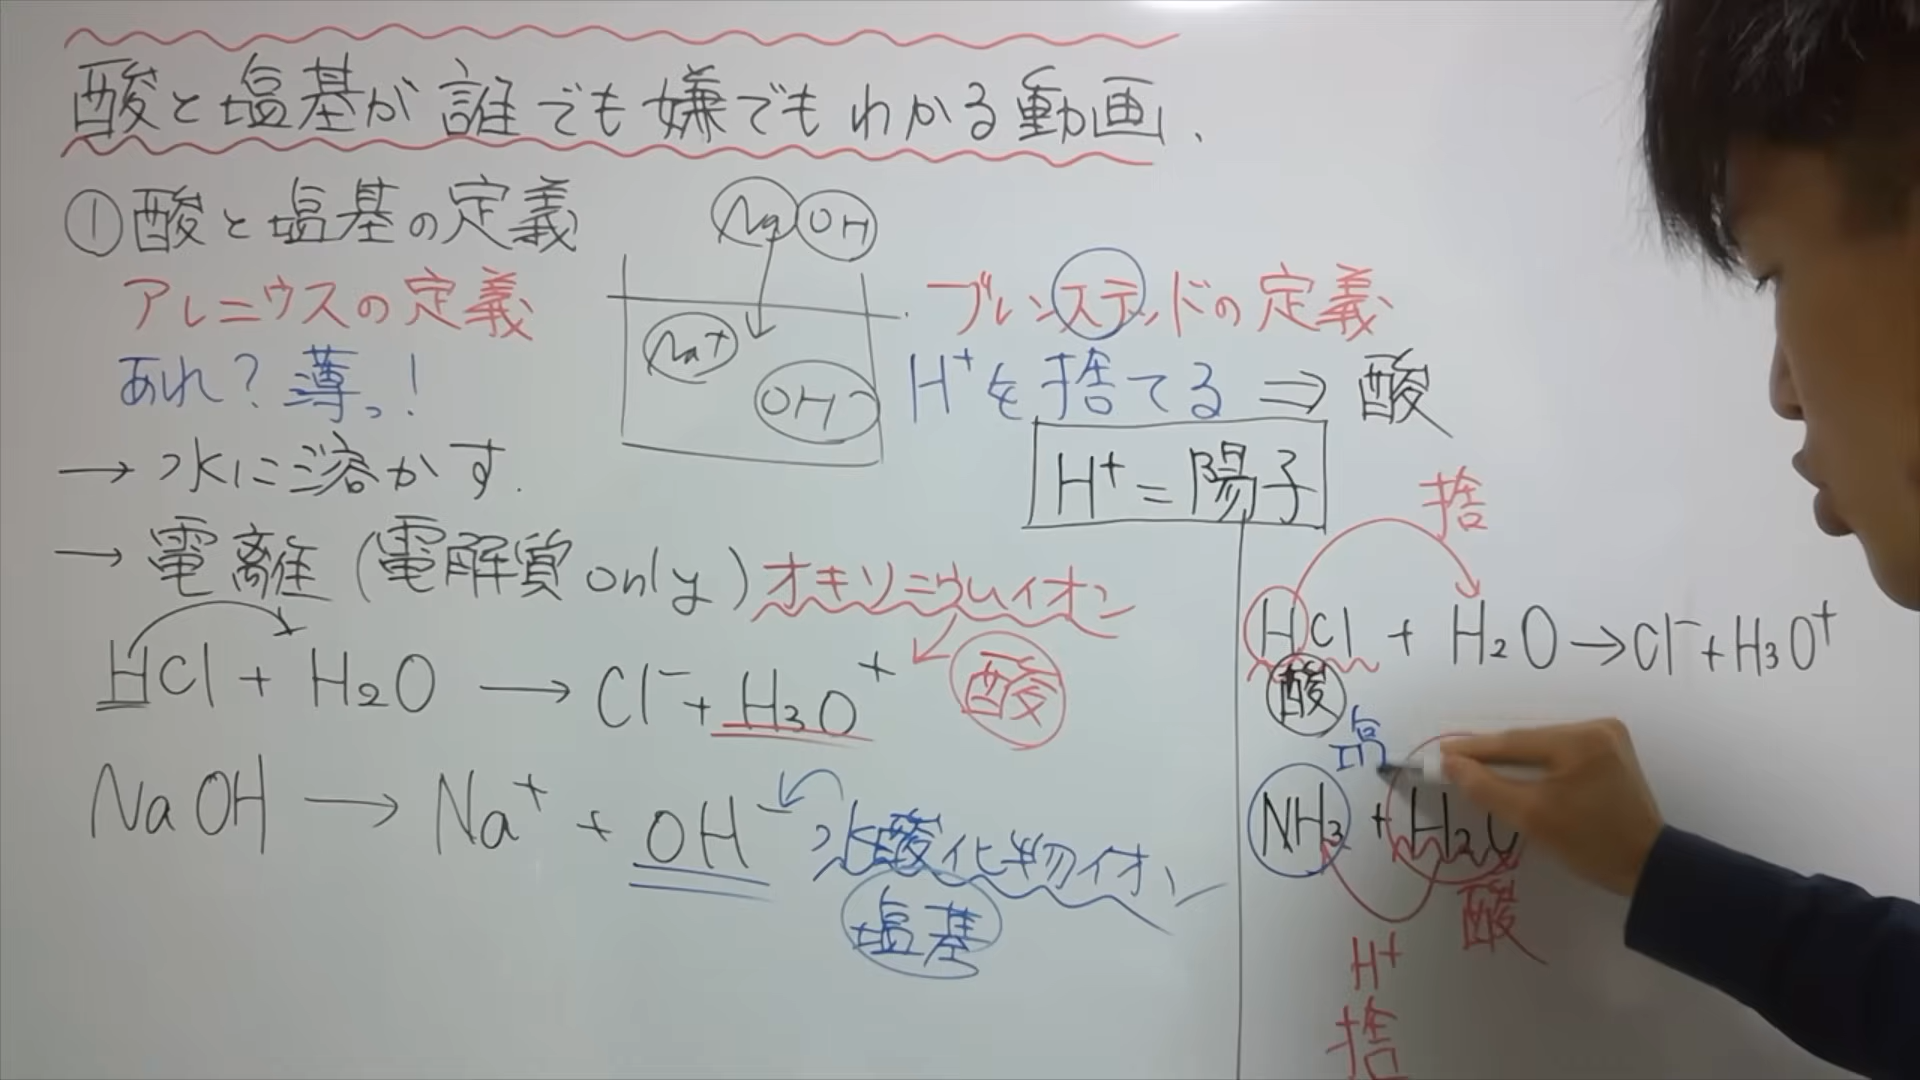 酸と塩基が誰でも嫌でもわかる動画、
①酸と塩基の定義
アレニウスの定義
あれ?薄っ!
→ 水に溶かす.
→ 電離(電解質only)
オキソニウムイオン
HCl + H₂O → Cl⁻ + H₃O⁺
酸
NaOH → Na⁺ + OH⁻
水酸化物イオン
塩基
Na OH
Na⁺
OH⁻
ブレンステッドの定義
H⁺を捨てる ⇒ 酸
H⁺ = 陽子
捨
HCl + H₂O → Cl⁻ + H₃O⁺
酸
NH₃ + H₂O
酸
H⁺
捨